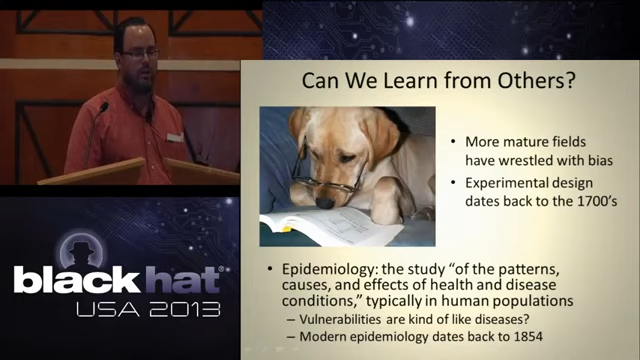 Can We Learn from Others?
• More mature fields
have wrestled with bias
• Experimental design
dates back to the 1700's
• Epidemiology: the study "of the patterns,
causes, and effects of health and disease
conditions," typically in human populations
– Vulnerabilities are kind of like diseases?
– Modern epidemiology dates back to 1854
black hat
USA 2013